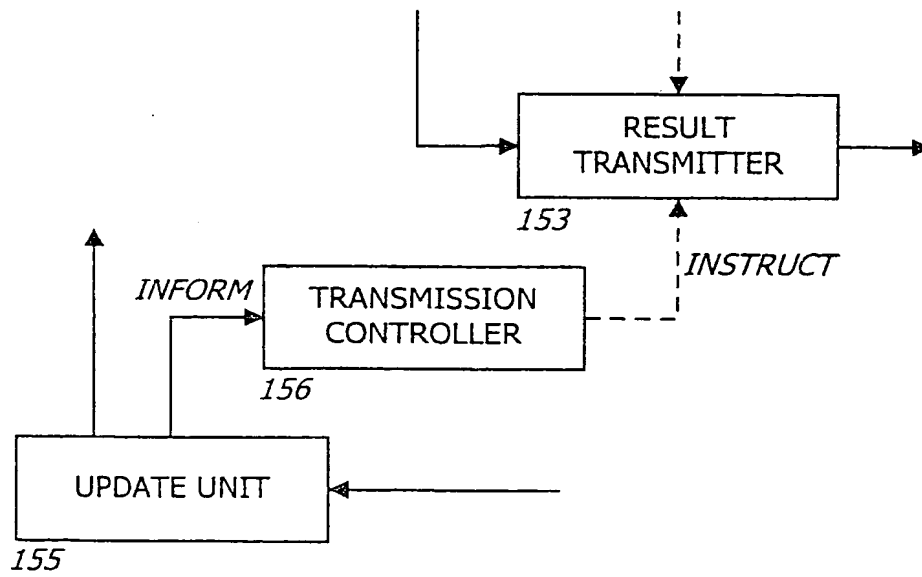 RESULT
TRANSMITTER
153
INSTRUCT
INFORM
TRANSMISSION
CONTROLLER
156
UPDATE UNIT
155